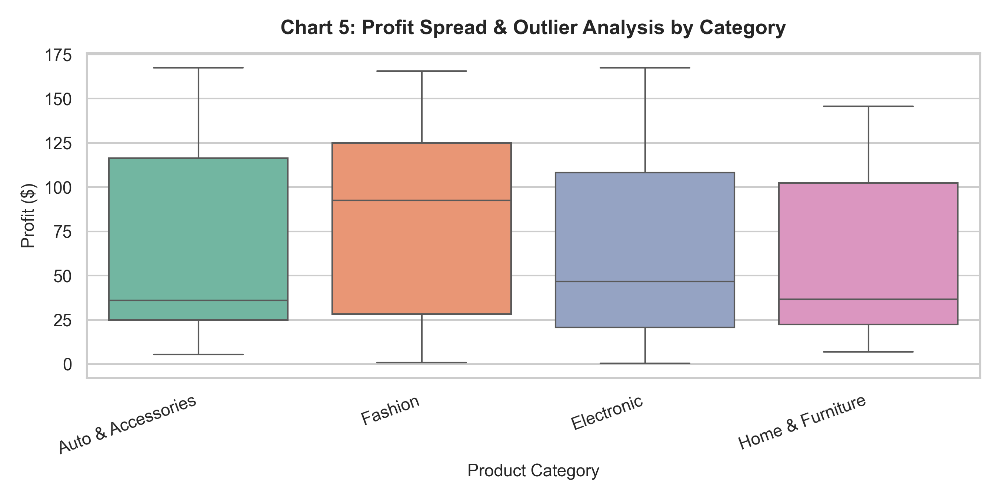 Chart 5: Profit Spread & Outlier Analysis by Category
175
150
125
100
75
50
25
0
Profit ($)
Auto & Accessories
Fashion
Electronic
Home & Furniture
Product Category